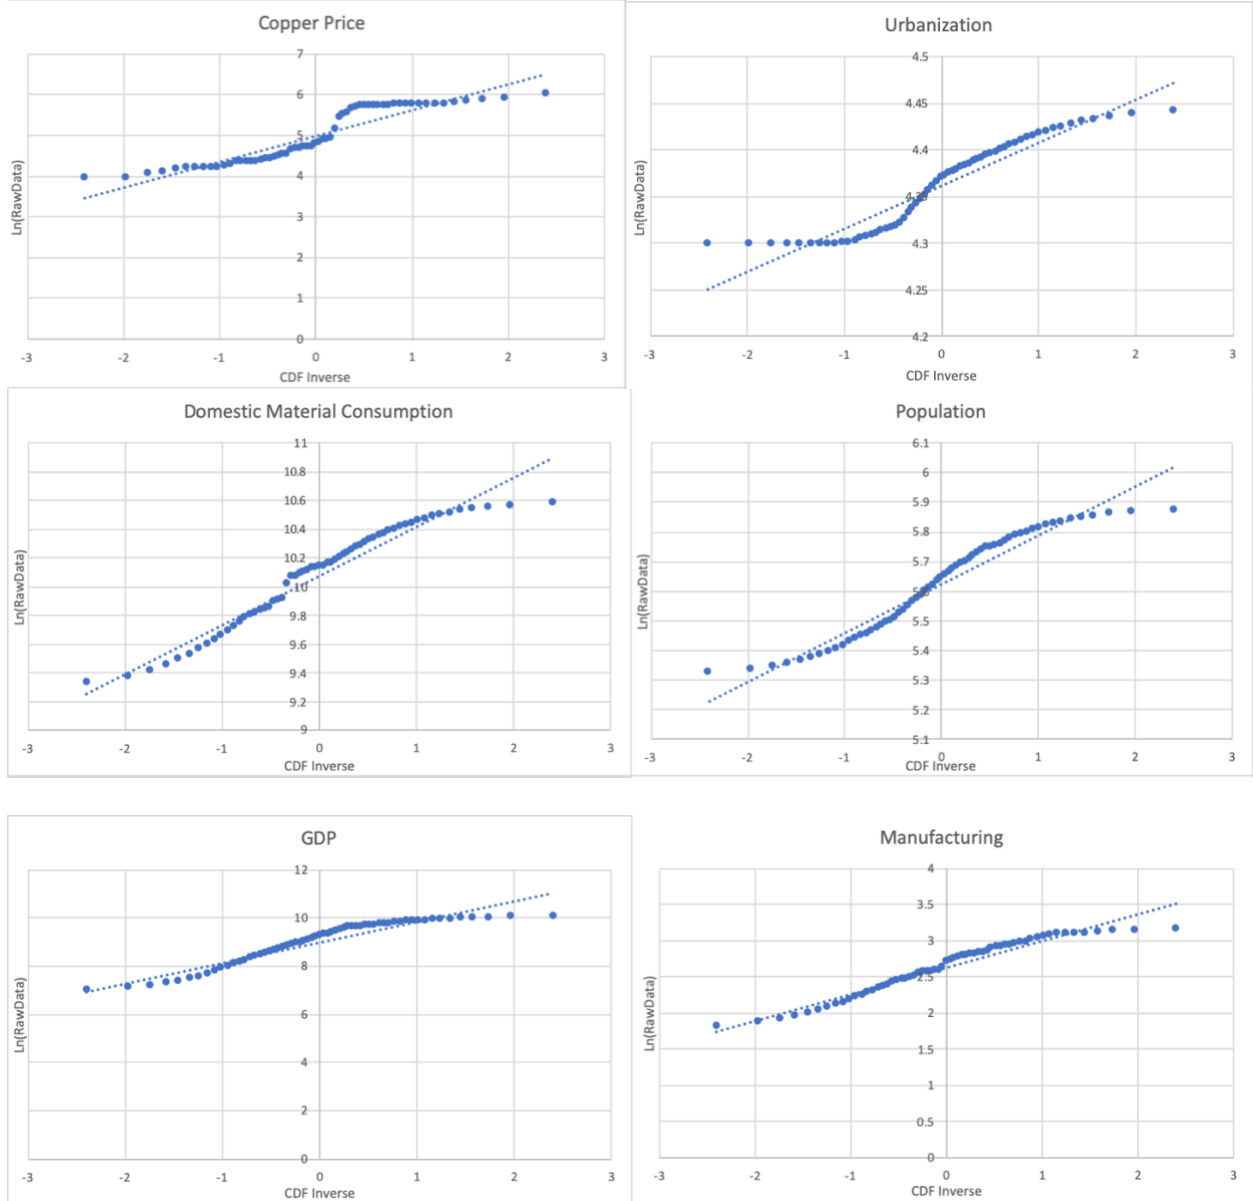 Copper Price
7
6
5
4
3
2
1
0
-3 -2 -1 0 1 2 3
Ln(RawData)
CDF Inverse
Urbanization
4.5
4.45
4.4
4.35
4.3
4.25
4.2
-3 -2 -1 0 1 2 3
Ln(RawData)
CDF Inverse
Domestic Material Consumption
11
10.8
10.6
10.4
10.2
10
9.8
9.6
9.4
9.2
9
-3 -2 -1 0 1 2 3
Ln(RawData)
CDF Inverse
Population
6.1
6
5.9
5.8
5.7
5.6
5.5
5.4
5.3
5.2
5.1
-3 -2 -1 0 1 2 3
Ln(RawData)
CDF Inverse
GDP
12
10
8
6
4
2
0
-3 -2 -1 0 1 2 3
Ln(RawData)
CDF Inverse
Manufacturing
4
3.5
3
2.5
2
1.5
1
0.5
0
-3 -2 -1 0 1 2 3
Ln(RawData)
CDF Inverse